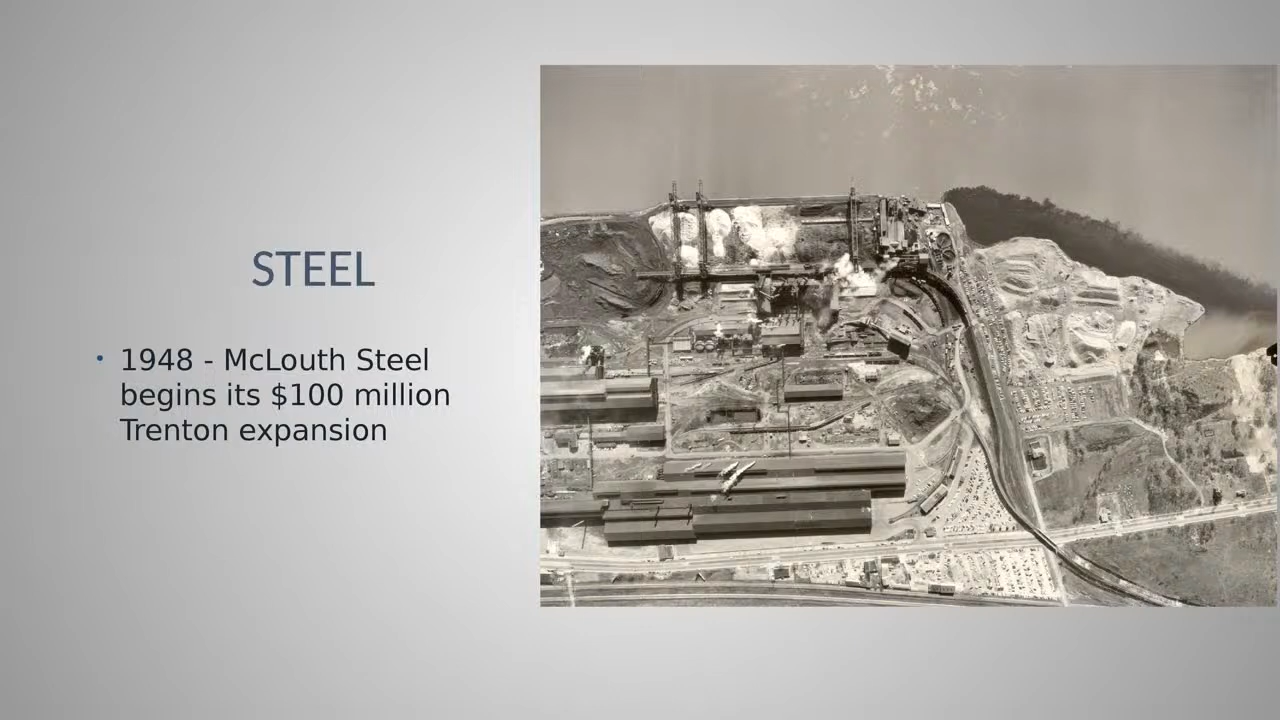 STEEL
• 1948 - McLouth Steel
begins its $100 million
Trenton expansion